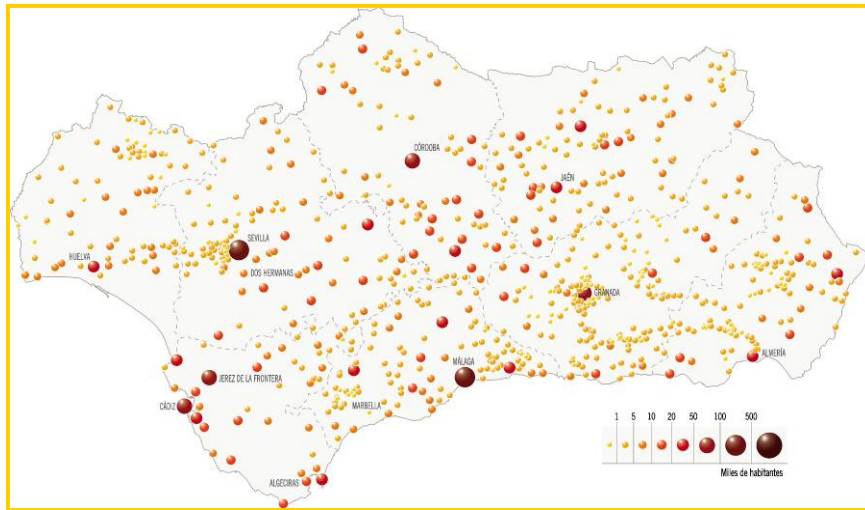 CÓRDOBA
JAÉN
SEVILLA
HUELVA
DOS HERMANAS
GRANADA
MÁLAGA
ALMERÍA
JEREZ DE LA FRONTERA
CÁDIZ
MARBELLA
ALGECIRAS
1 5 10 20 50 100 500
Miles de habitantes